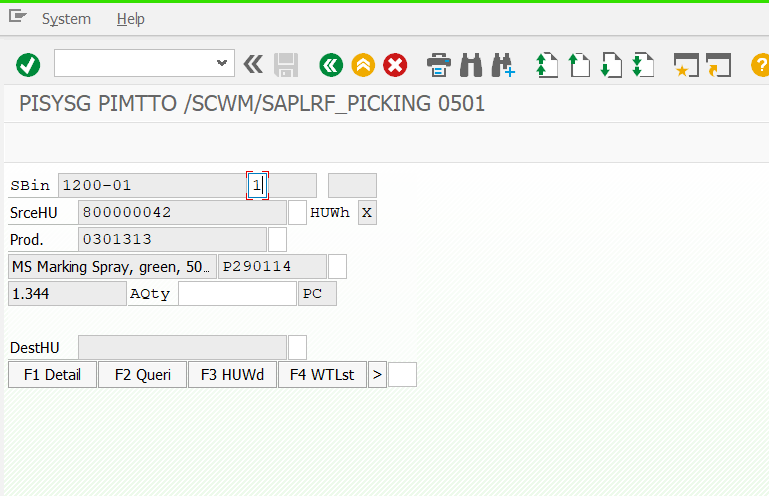 System Help
PISYSG PIMTTO /SCWM/SAPLRF_PICKING 0501
SBin 1200-01 1
SrceHU 800000042 HUWh X
Prod. 0301313
MS Marking Spray, green, 50... P290114
1.344 AQty PC
DestHU
F1 Detail F2 Queri F3 HUWd F4 WTLst >